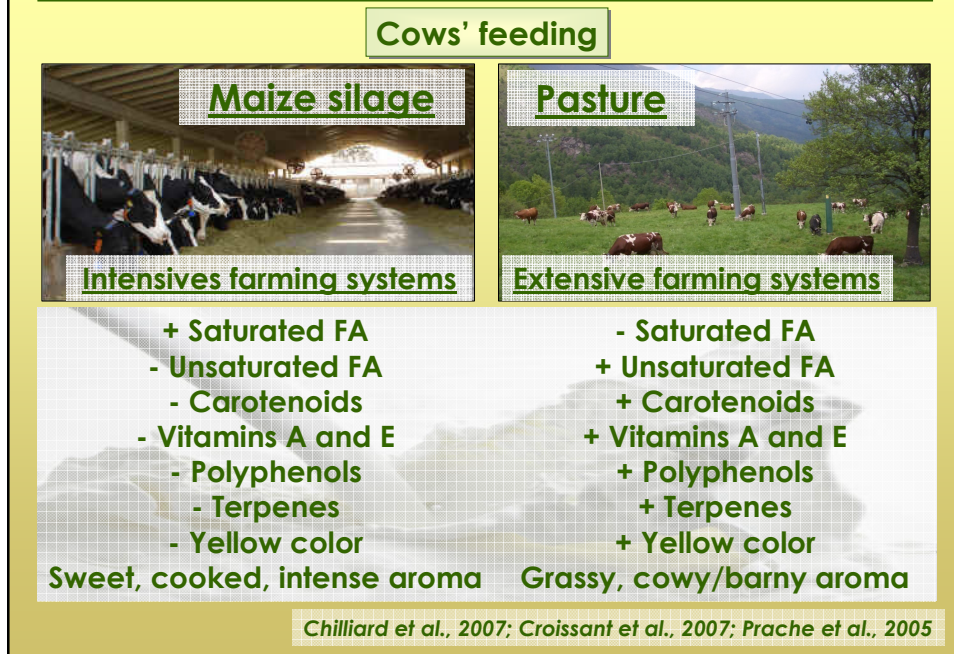 Cows’ feeding
Maize silage
Intensives farming systems
+ Saturated FA
- Unsaturated FA
- Carotenoids
- Vitamins A and E
- Polyphenols
- Terpenes
- Yellow color
Sweet, cooked, intense aroma
Pasture
Extensive farming systems
- Saturated FA
+ Unsaturated FA
+ Carotenoids
+ Vitamins A and E
+ Polyphenols
+ Terpenes
+ Yellow color
Grassy, cowy/barny aroma
Chilliard et al., 2007; Croissant et al., 2007; Prache et al., 2005